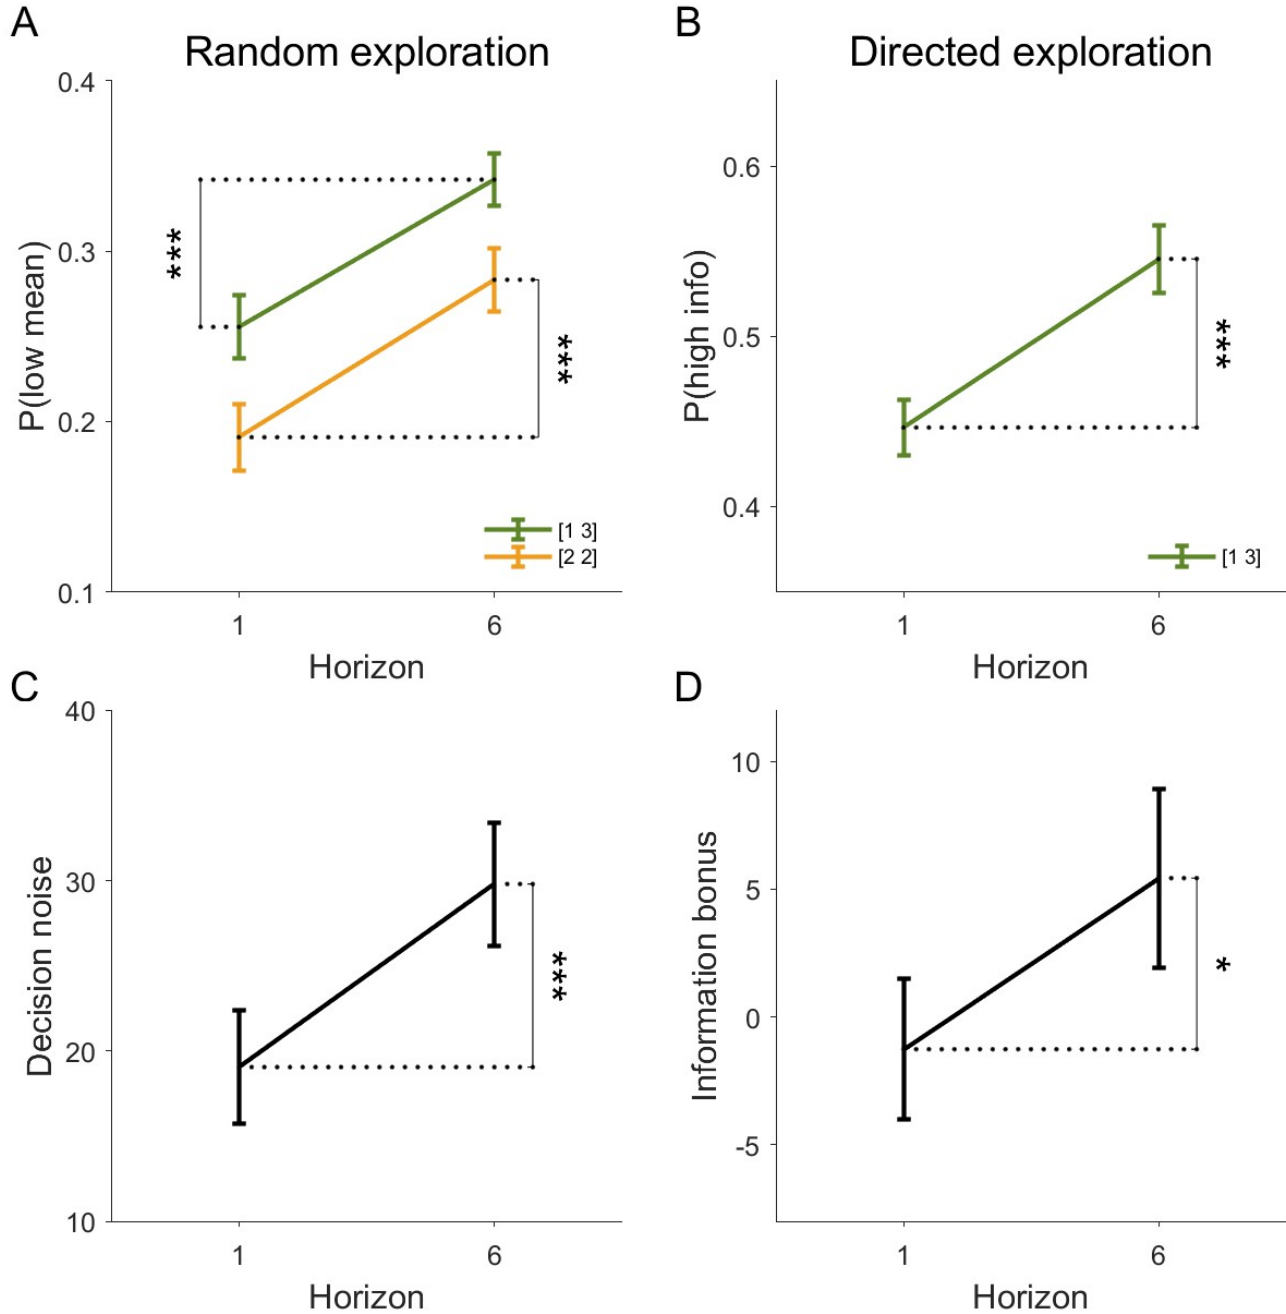 A
Random exploration
0.4
0.3
0.2
0.1
P(low mean)
***
***
[1 3]
[2 2]
1
6
Horizon
B
Directed exploration
0.6
0.5
0.4
P(high info)
***
[1 3]
1
6
Horizon
C
40
30
20
10
Decision noise
***
1
6
Horizon
D
10
5
0
-5
Information bonus
*
1
6
Horizon